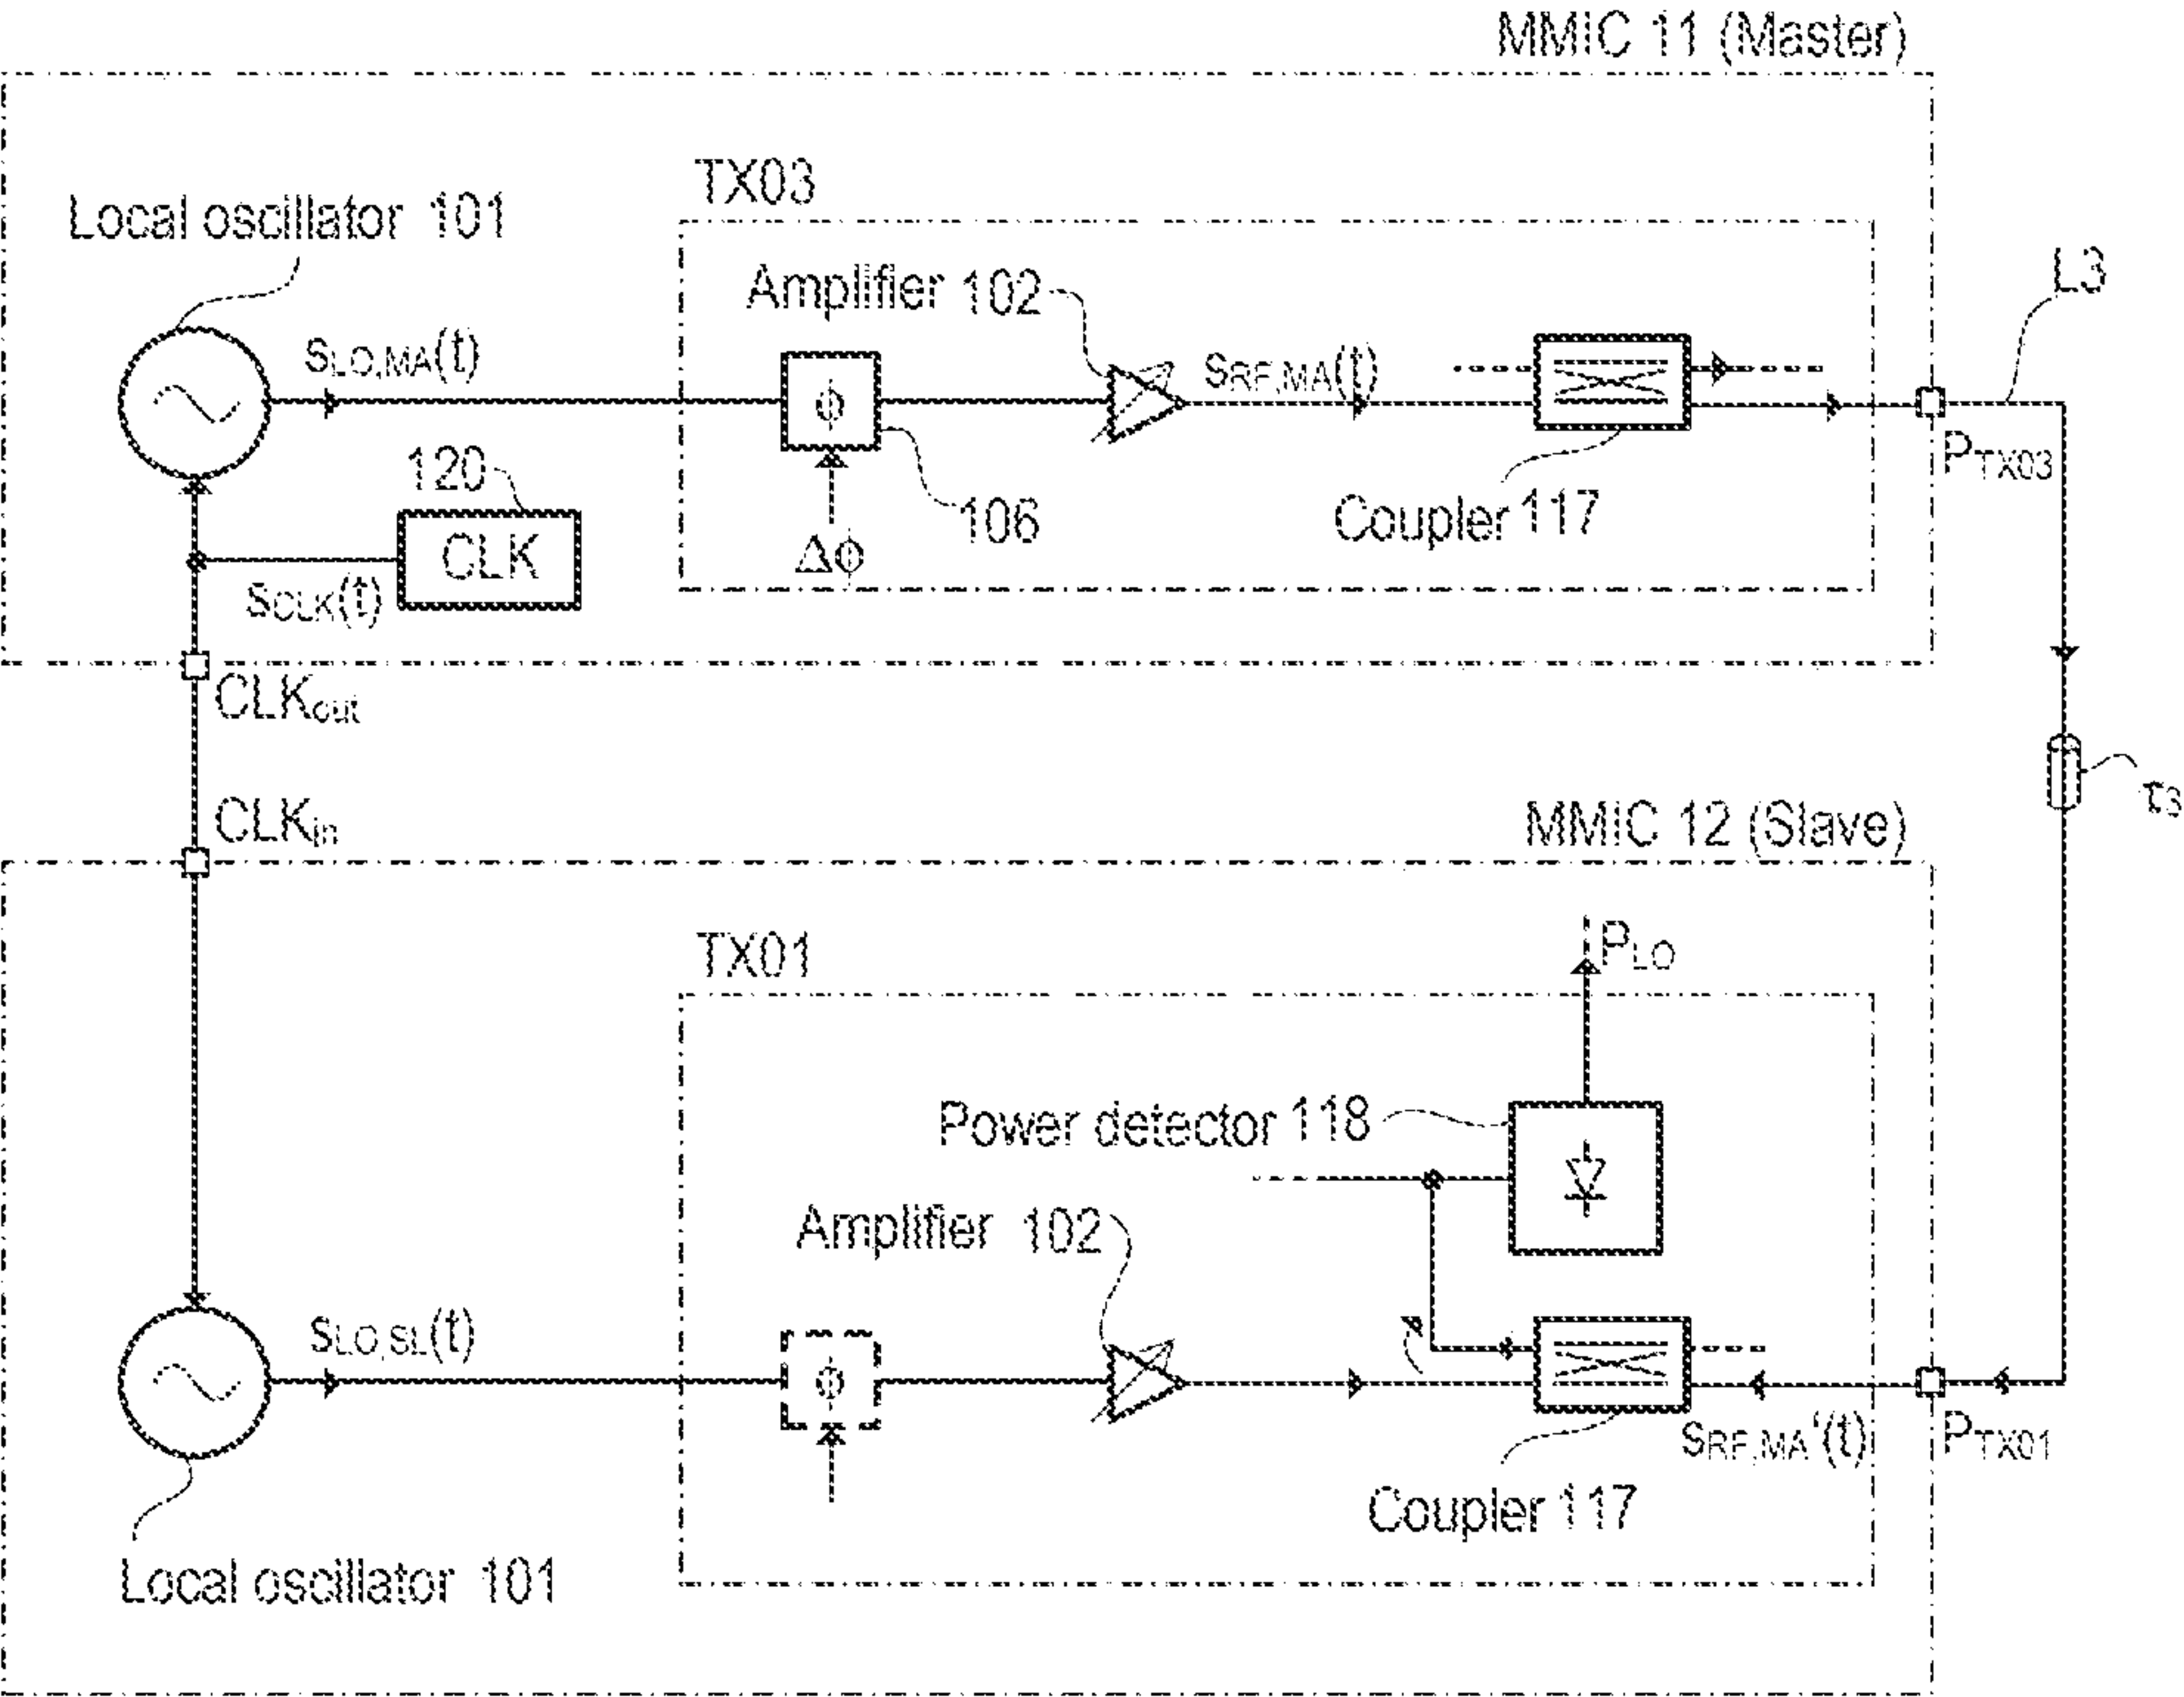 MMIC 11 (Master)
TX03
Local oscillator 101
Amplifier 102
L3
sLO,MA(t)
sRF,MA(t)
ϕ
PTX03
120
106
Coupler 117
CLK
Δϕ
sCLK(t)
CLKout
τ3
CLKin
MMIC 12 (Slave)
TX01
PLO
Power detector 118
Amplifier 102
sLO,SL(t)
ϕ
sRF,MA'(t)
PTX01
Coupler 117
Local oscillator 101